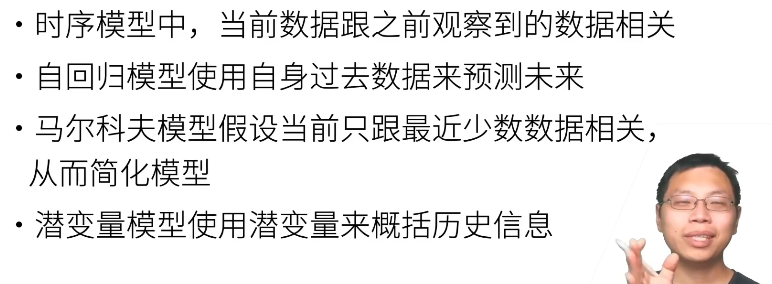 • 时序模型中，当前数据跟之前观察到的数据相关
• 自回归模型使用自身过去数据来预测未来
• 马尔科夫模型假设当前只跟最近少数数据相关，
从而简化模型
• 潜变量模型使用潜变量来概括历史信息